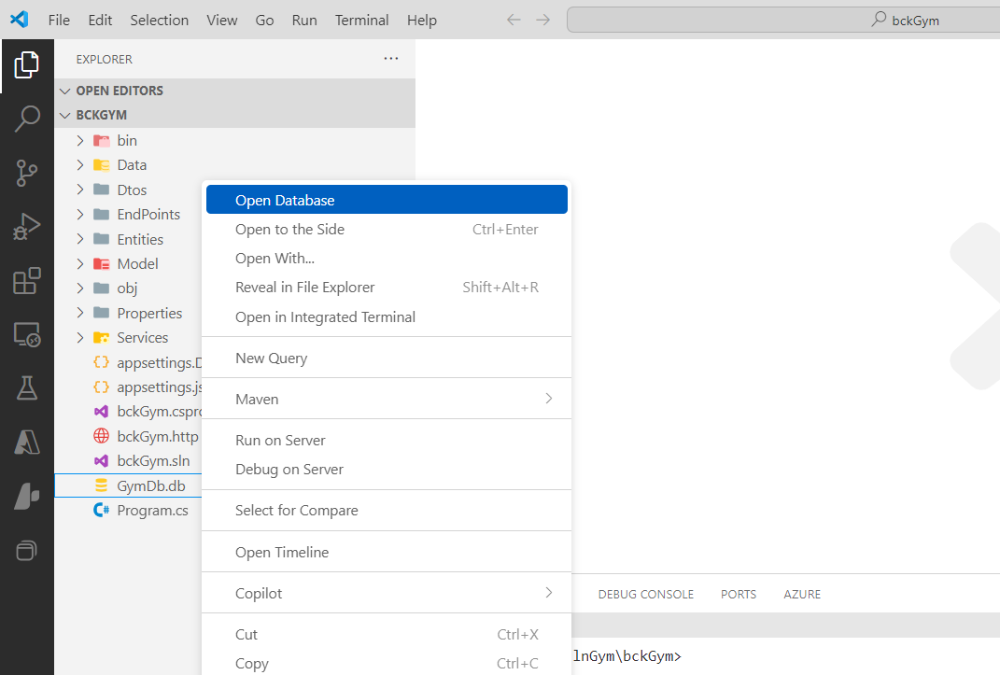 File Edit Selection View Go Run Terminal Help
bckGym
EXPLORER
OPEN EDITORS
BCKGYM
bin
Data
Dtos
EndPoints
Entities
Model
obj
Properties
Services
appsettings.D
appsettings.js
bckGym.cspro
bckGym.http
bckGym.sln
GymDb.db
Program.cs
Open Database
Open to the Side Ctrl+Enter
Open With...
Reveal in File Explorer Shift+Alt+R
Open in Integrated Terminal
New Query
Maven
Run on Server
Debug on Server
Select for Compare
Open Timeline
Copilot
Cut Ctrl+X
Copy Ctrl+C
DEBUG CONSOLE PORTS AZURE
lnGym\bckGym>